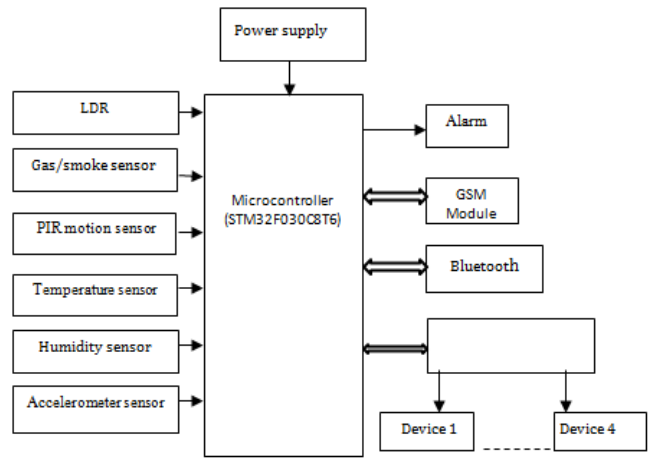 Power supply
LDR
Gas/smoke sensor
PIR motion sensor
Temperature sensor
Humidity sensor
Accelerometer sensor
Microcontroller
(STM32F030C8T6)
Alarm
GSM
Module
Bluetooth
Device 1
Device 4